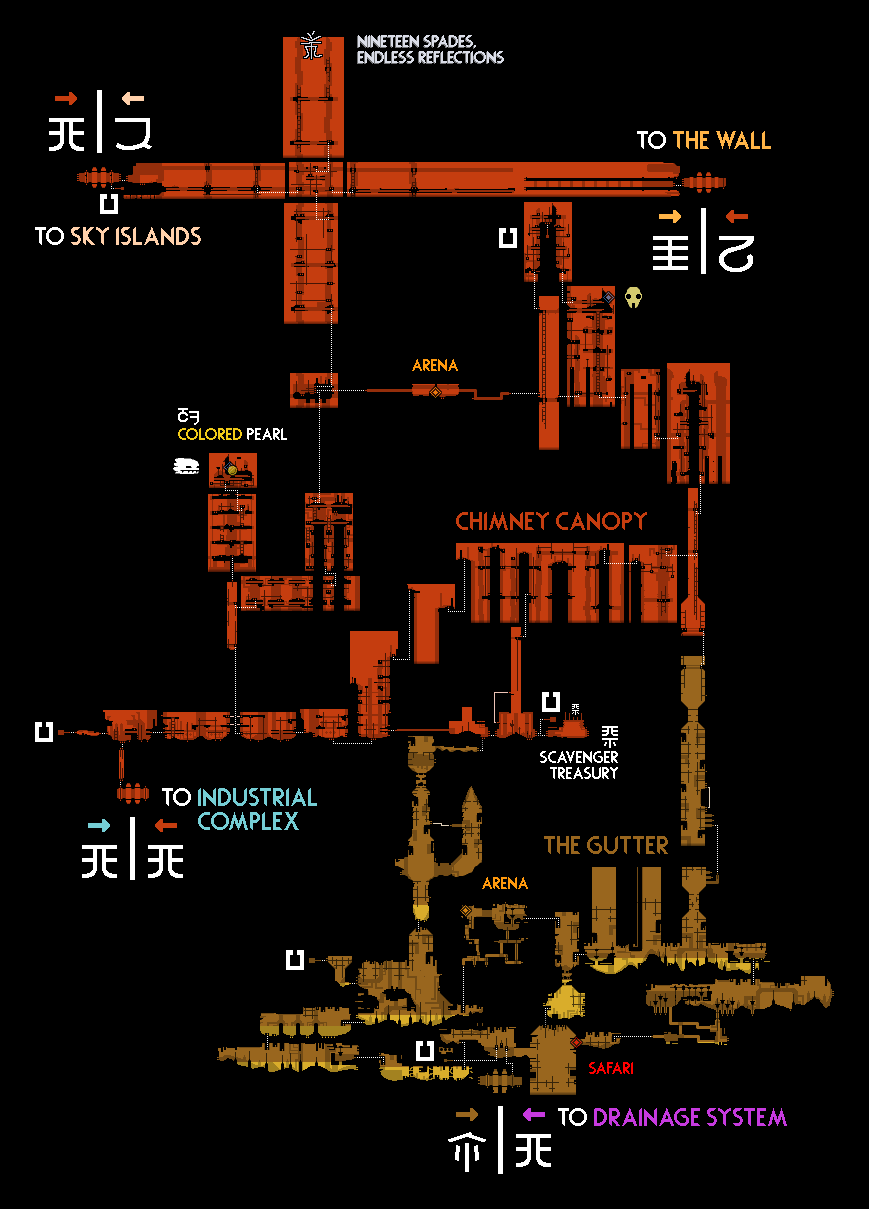 NINETEEN SPADES,
ENDLESS REFLECTIONS
TO THE WALL
TO SKY ISLANDS
ARENA
COLORED PEARL
CHIMNEY CANOPY
SCAVENGER
TREASURY
TO INDUSTRIAL
COMPLEX
THE GUTTER
ARENA
SAFARI
TO DRAINAGE SYSTEM